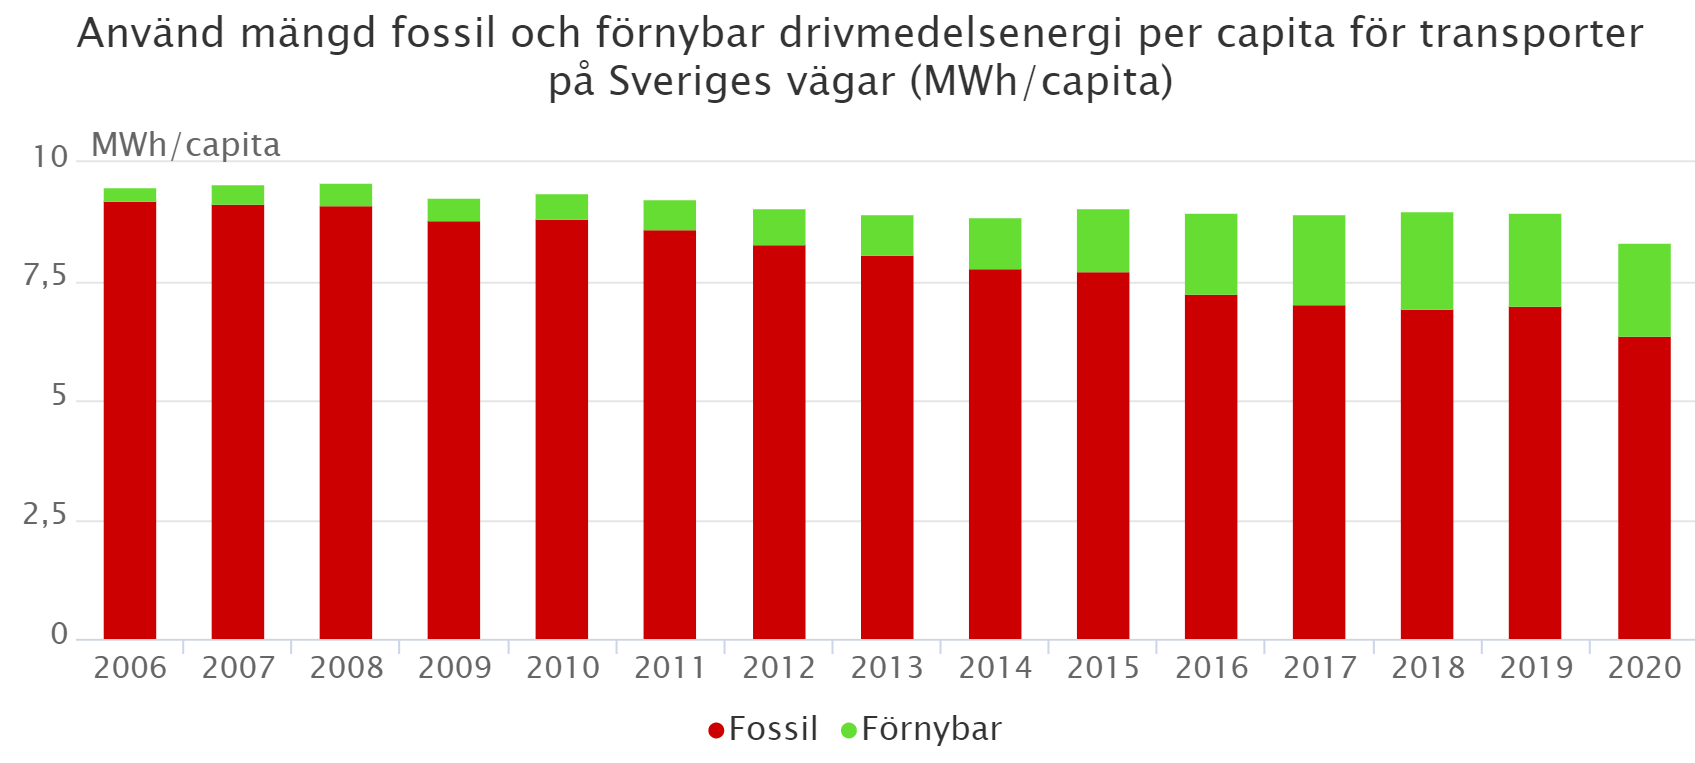 Använd mängd fossil och förnybar drivmedelsenergi per capita för transporter
på Sveriges vägar (MWh/capita)
MWh/capita
10
7,5
5
2,5
0
2006 2007 2008 2009 2010 2011 2012 2013 2014 2015 2016 2017 2018 2019 2020
Fossil Förnybar